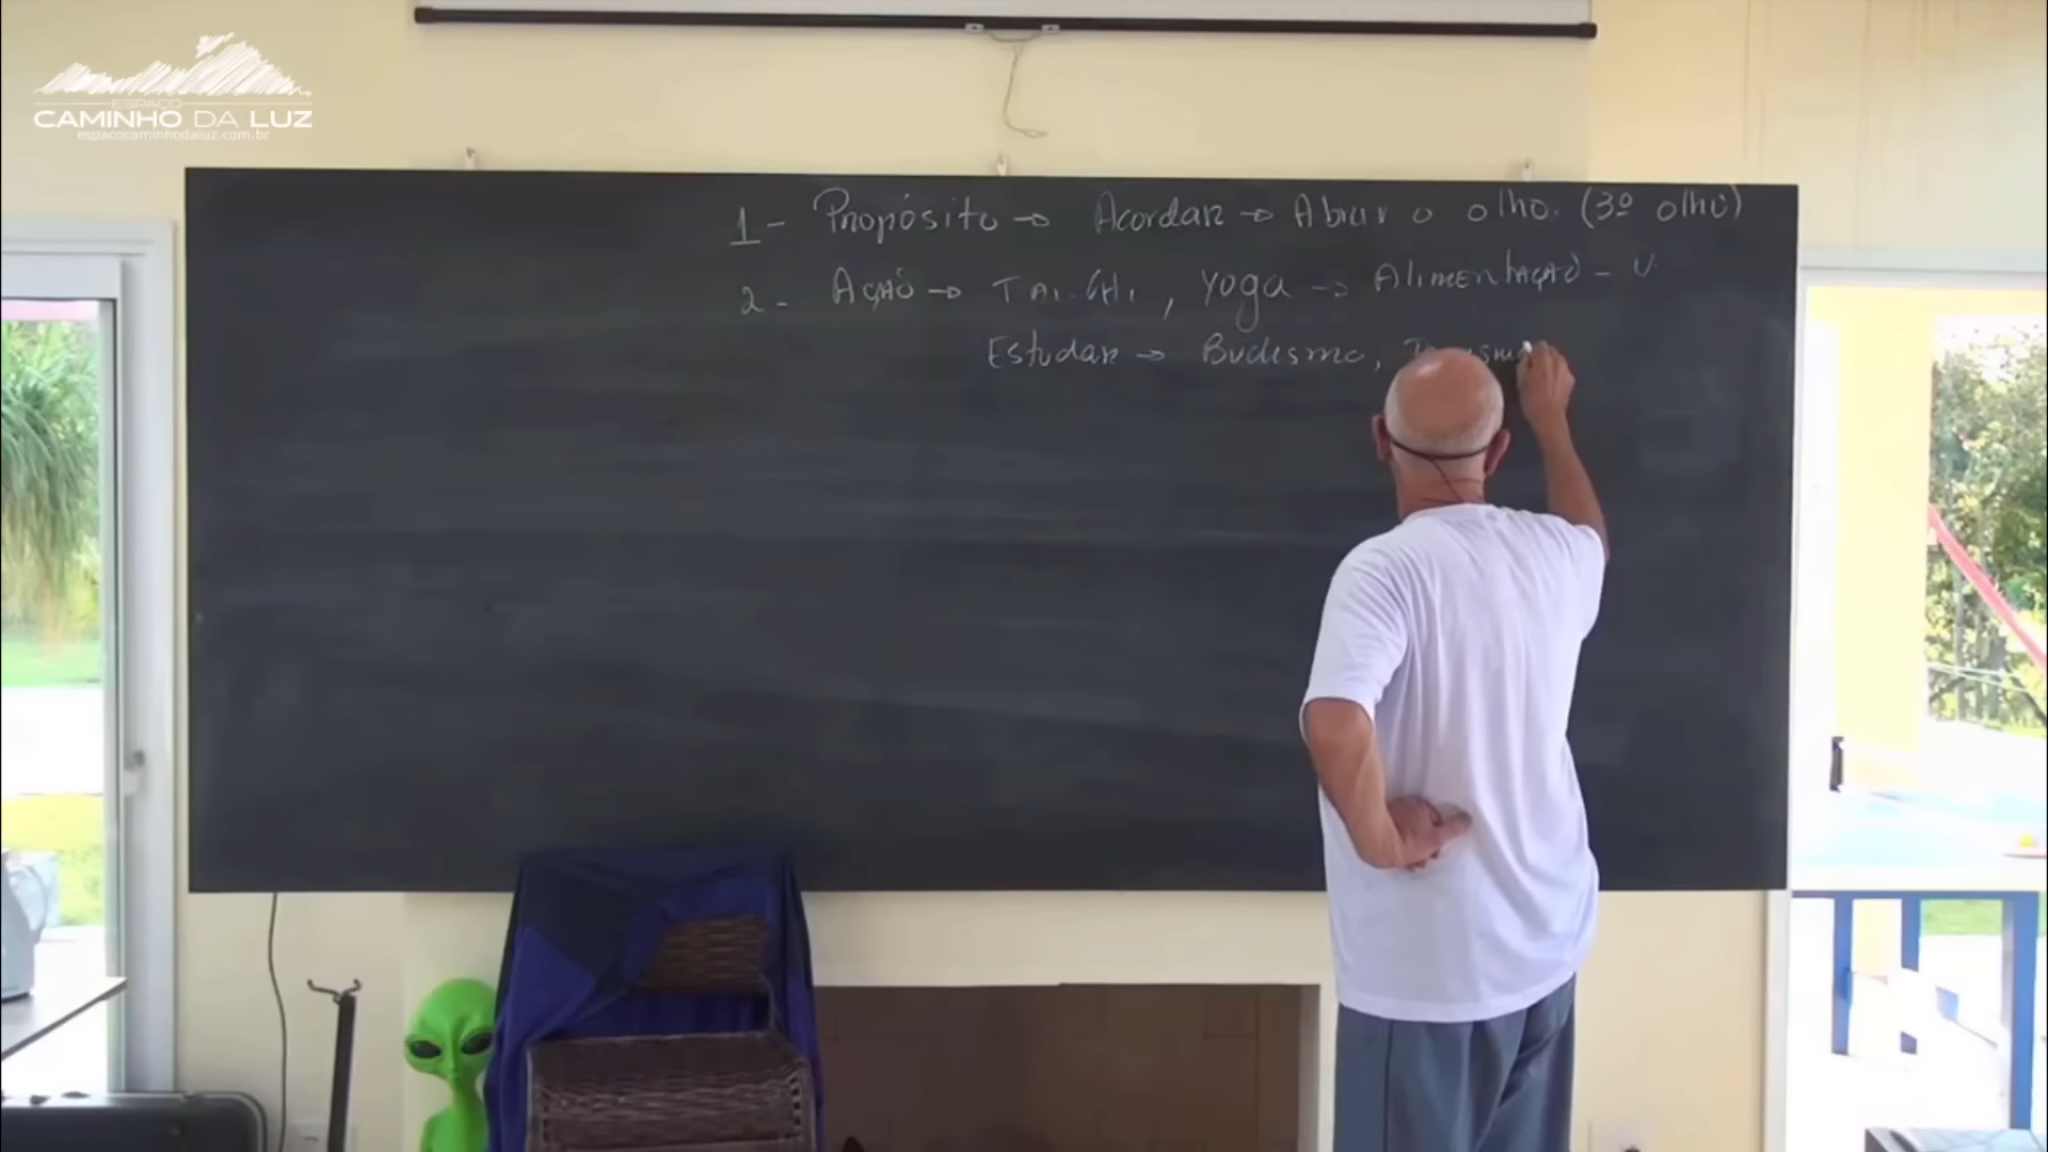 ESPAÇO
CAMINHO DA LUZ
espacocaminhodaluz.com.br
1 - Propósito → Acordar → Abrir o olho. (3º olho)
2 - Ação → TAi-CHi, Yoga → Alimentação - V
Estudar → Budismo,